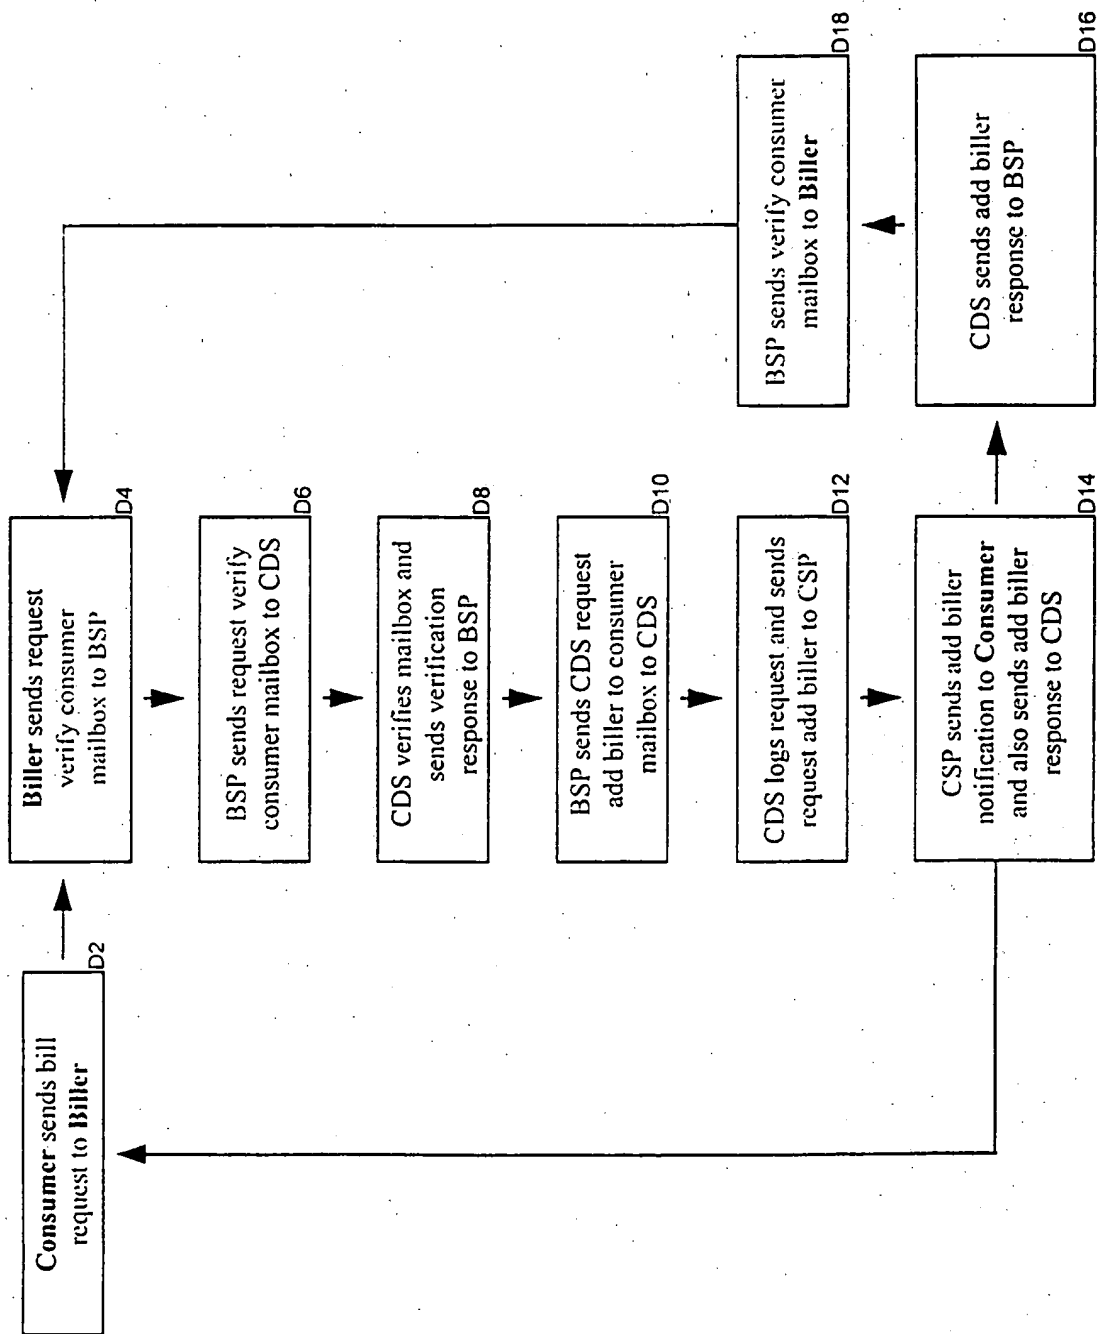 Consumer sends bill
request to Biller
D2
Biller sends request
verify consumer
mailbox to BSP
D4
BSP sends request verify
consumer mailbox to CDS
D6
CDS verifies mailbox and
sends verification
response to BSP
D8
BSP sends CDS request
add biller to consumer
mailbox to CDS
D10
CDS logs request and sends
request add biller to CSP
D12
CSP sends add biller
notification to Consumer
and also sends add biller
response to CDS
D14
CDS sends add biller
response to BSP
D16
BSP sends verify consumer
mailbox to Biller
D18